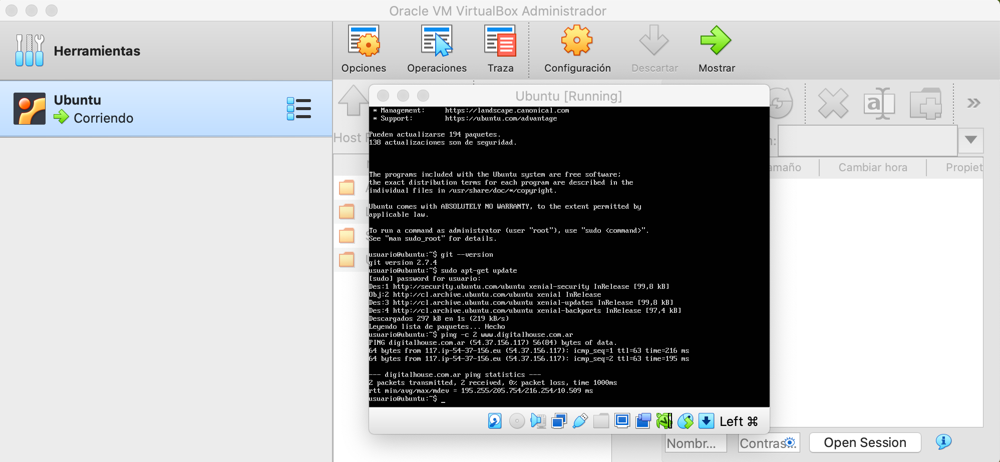 Oracle VM VirtualBox Administrador
Herramientas
Opciones
Operaciones
Traza
Configuración
Descartar
Mostrar
Ubuntu
Corriendo
Host
Ubuntu [Running]
* Management:     https://landscape.canonical.com
* Support:        https://ubuntu.com/advantage
Pueden actualizarse 194 paquetes.
138 actualizaciones son de seguridad.
The programs included with the Ubuntu system are free software;
the exact distribution terms for each program are described in the
individual files in /usr/share/doc/*/copyright.
Ubuntu comes with ABSOLUTELY NO WARRANTY, to the extent permitted by
applicable law.
To run a command as administrator (user "root"), use "sudo <command>".
See "man sudo_root" for details.
usuario@ubuntu:~$ git --version
git version 2.7.4
usuario@ubuntu:~$ sudo apt-get update
[sudo] password for usuario:
Des:1 http://security.ubuntu.com/ubuntu xenial-security InRelease [99,8 kB]
Obj:2 http://cl.archive.ubuntu.com/ubuntu xenial InRelease
Des:3 http://cl.archive.ubuntu.com/ubuntu xenial-updates InRelease [99,8 kB]
Des:4 http://cl.archive.ubuntu.com/ubuntu xenial-backports InRelease [97,4 kB]
Descargados 297 kB en 1s (219 kB/s)
Leyendo lista de paquetes... Hecho
usuario@ubuntu:~$ ping -c 2 www.digitalhouse.com.ar
PING digitalhouse.com.ar (54.37.156.117) 56(84) bytes of data.
64 bytes from 117.ip-54-37-156.eu (54.37.156.117): icmp_seq=1 ttl=63 time=216 ms
64 bytes from 117.ip-54-37-156.eu (54.37.156.117): icmp_seq=2 ttl=63 time=195 ms
--- digitalhouse.com.ar ping statistics ---
2 packets transmitted, 2 received, 0% packet loss, time 1000ms
rtt min/avg/max/mdev = 195.255/205.754/216.254/10.509 ms
usuario@ubuntu:~$ _
Left ⌘
amaño
Cambiar hora
Propiet
Nombr...
Contras...
Open Session